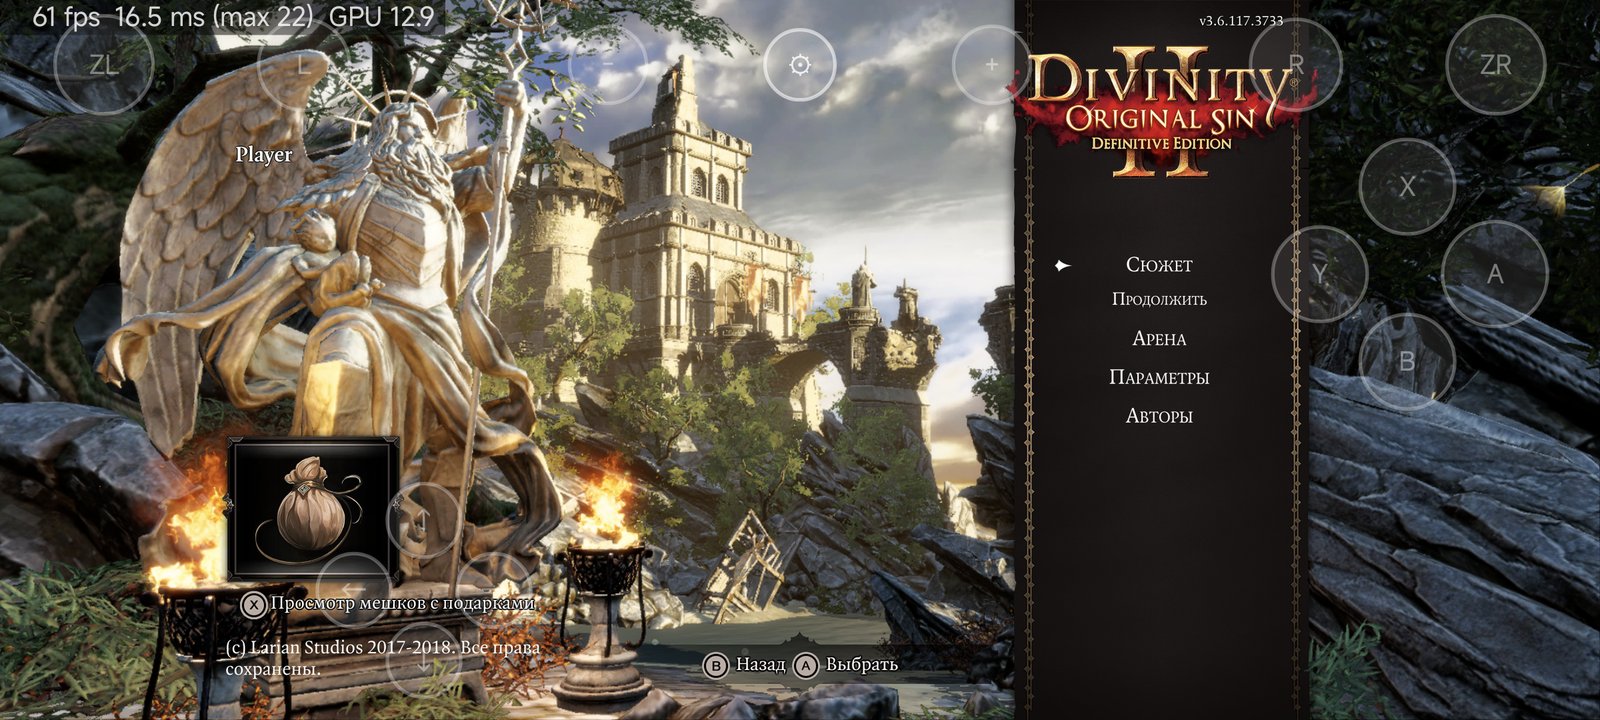 61 fps 16.5 ms (max 22) GPU 12.9
v3.6.117.3733
ZL
L
-
+
R
ZR
II
DIVINITY
ORIGINAL SIN
DEFINITIVE EDITION
Player
X
Y
A
B
Сюжет
Продолжить
Арена
Параметры
Авторы
X Просмотр мешков с подарками
(c) Larian Studios 2017-2018. Все права
сохранены.
B Назад A Выбрать